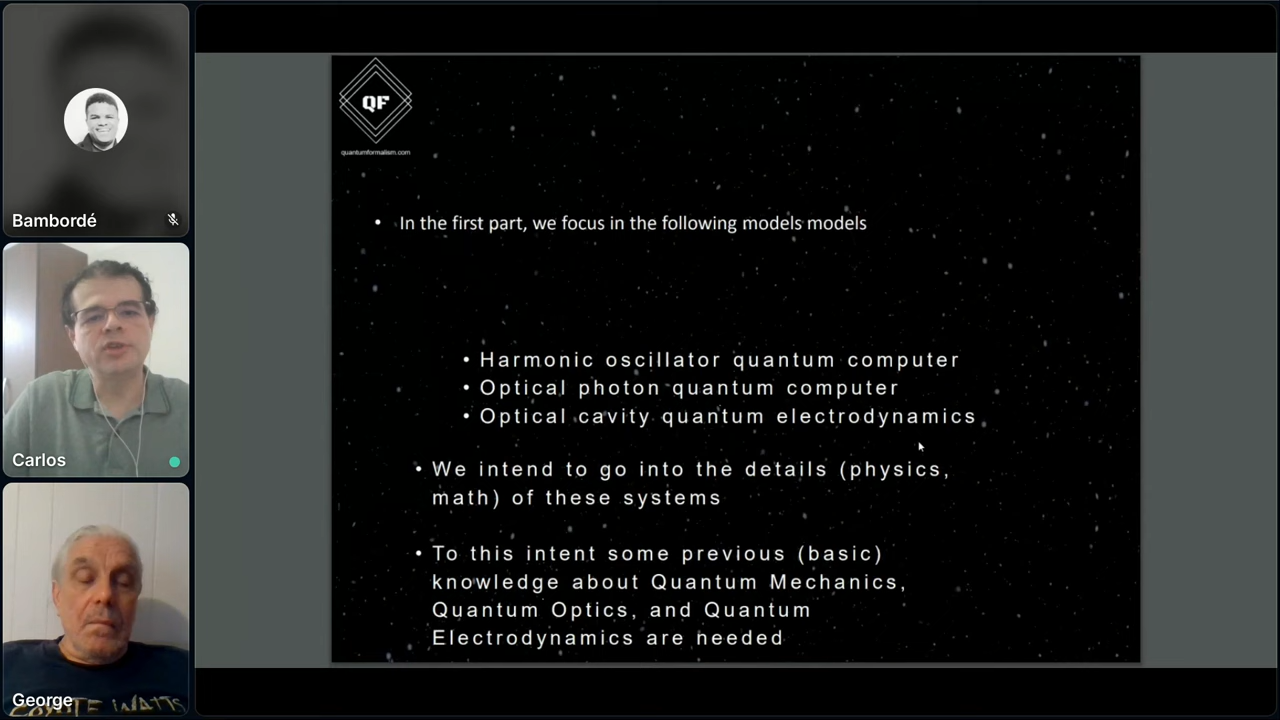 Bambordé
Carlos
George
COYOTE WATTS
QF
quantumformalism.com
• In the first part, we focus in the following models models
• Harmonic oscillator quantum computer
• Optical photon quantum computer
• Optical cavity quantum electrodynamics
• We intend to go into the details (physics,
math) of these systems
• To this intent some previous (basic)
knowledge about Quantum Mechanics,
Quantum Optics, and Quantum
Electrodynamics are needed